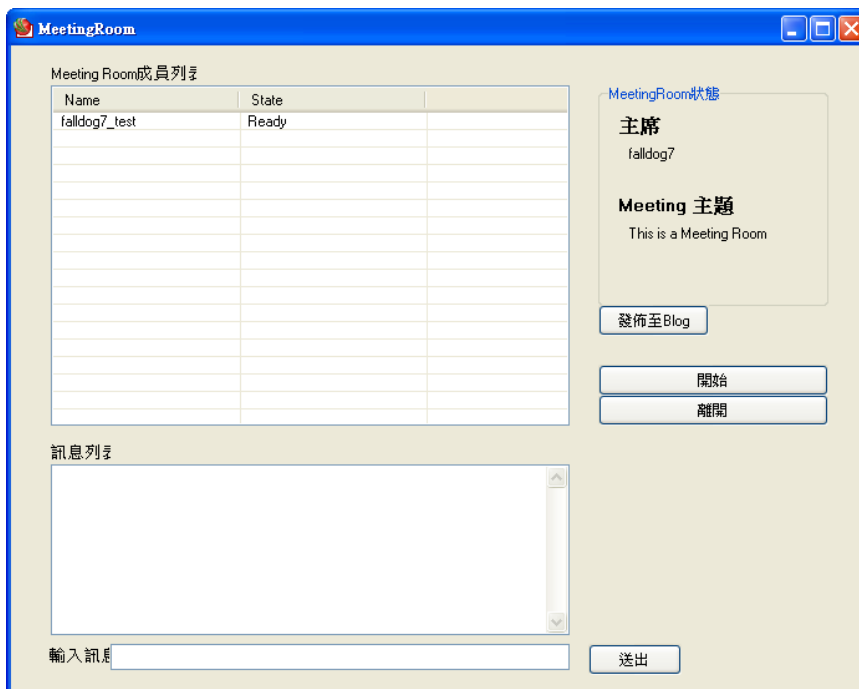 MeetingRoom
Meeting Room成員列
Name State
falldog7_test Ready
MeetingRoom狀態
主席
falldog7
Meeting 主題
This is a Meeting Room
發佈至Blog
開始
離開
訊息列
輸入訊息
送出